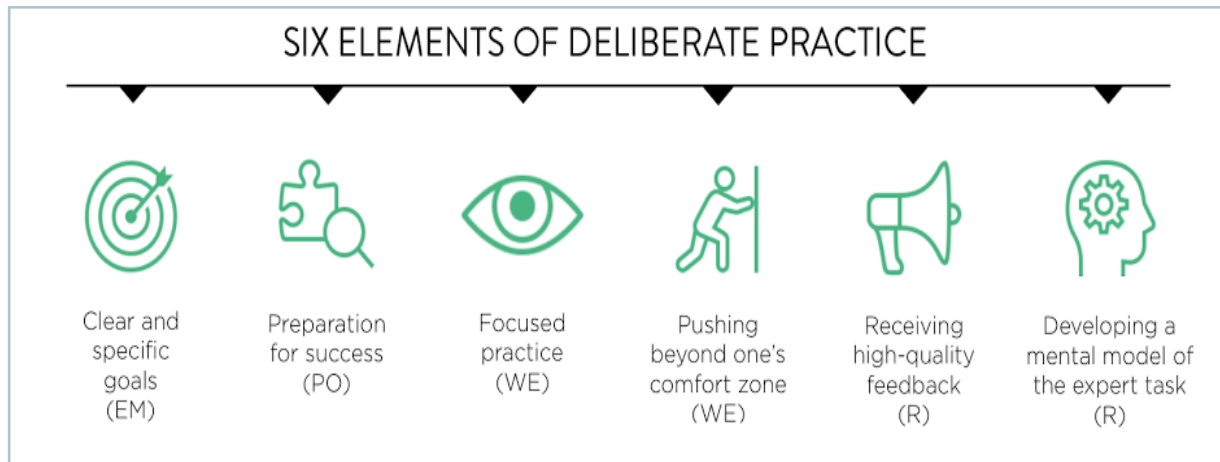 SIX ELEMENTS OF DELIBERATE PRACTICE
Clear and
specific
goals
(EM)
Preparation
for success
(PO)
Focused
practice
(WE)
Pushing
beyond one's
comfort zone
(WE)
Receiving
high-quality
feedback
(R)
Developing a
mental model of
the expert task
(R)